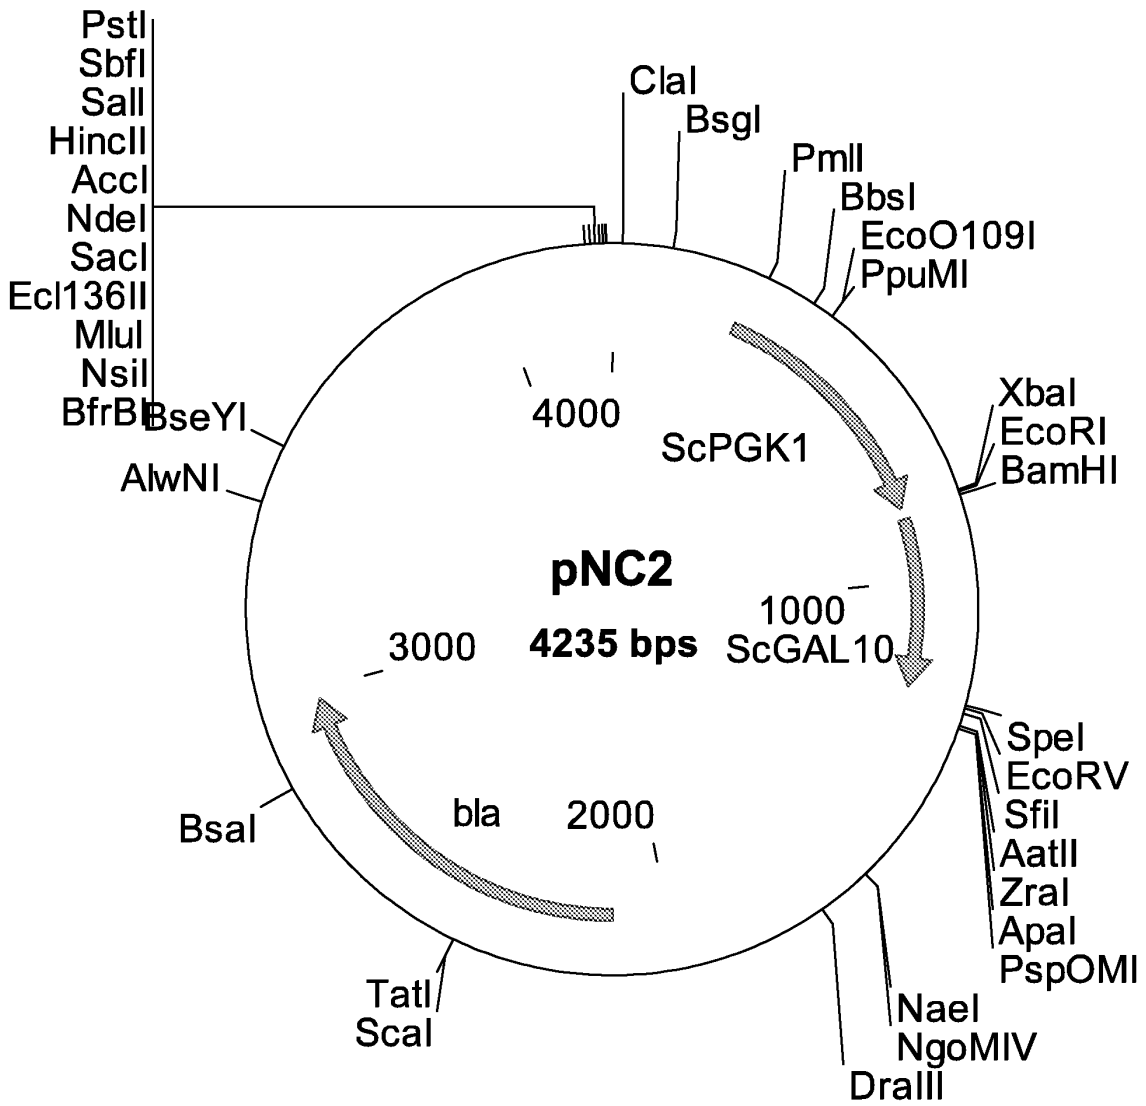 PstI
SbfI
SalI
HincII
AccI
NdeI
SacI
Ecl136II
MluI
NsiI
BfrBI
BseYI
AlwNI
ClaI
BsgI
PmlI
BbsI
EcoO109I
PpuMI
XbaI
EcoRI
BamHI
4000
ScPGK1
pNC2
4235 bps
1000
ScGAL10
3000
2000
bla
SpeI
EcoRV
SfiI
AatII
ZraI
ApaI
PspOMI
NaeI
NgoMIV
DraIII
BsaI
TatI
ScaI